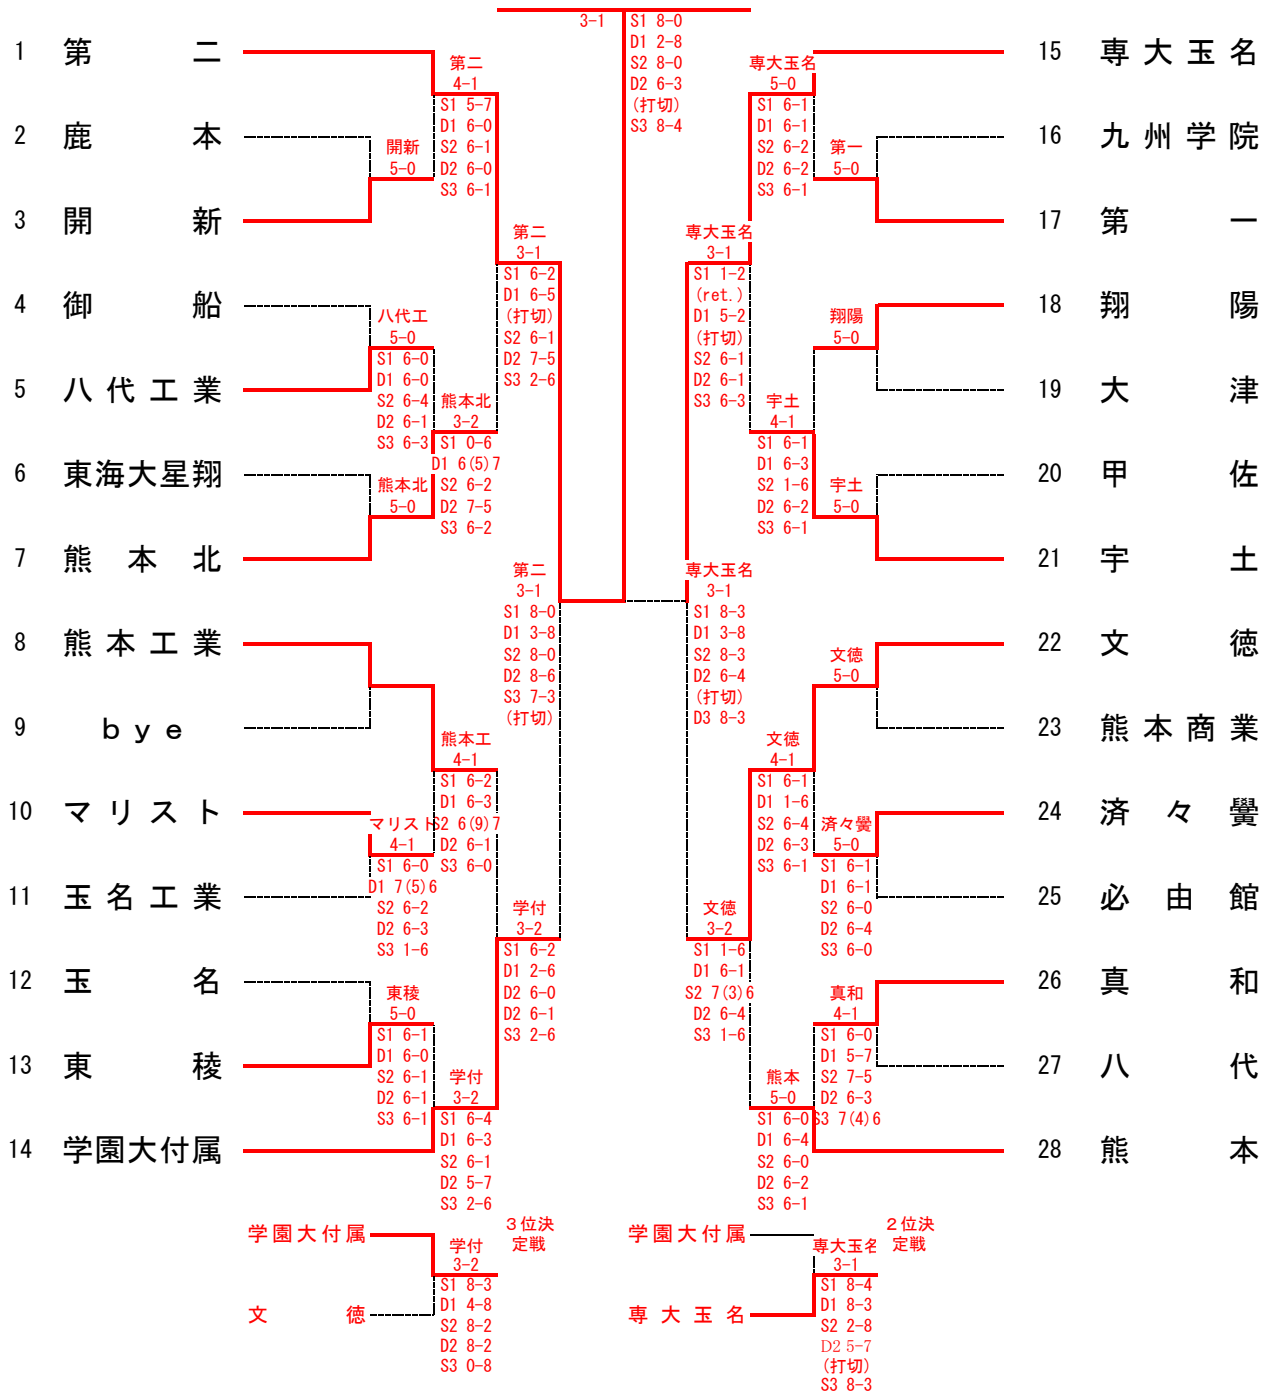 3-1
S1 8-0
D1 2-8
S2 8-0
D2 6-3
(打切)
S3 8-4
1 第二
2 鹿本
3 開新
4 御船
5 八代工業
6 東海大星翔
7 熊本北
8 熊本工業
9 ｂｙｅ
10 マリスト
11 玉名工業
12 玉名
13 東稜
14 学園大付属
開新
5-0
八代工
5-0
S1 6-0
D1 6-0
S2 6-4
D2 6-1
S3 6-3
熊本北
5-0
マリスト
4-1
S1 6-0
D1 7(5)6
S2 6-2
D2 6-3
S3 1-6
東稜
5-0
S1 6-1
D1 6-0
S2 6-1
D2 6-1
S3 6-1
第二
4-1
S1 5-7
D1 6-0
S2 6-1
D2 6-0
S3 6-1
熊本北
3-2
S1 0-6
D1 6(5)7
S2 6-2
D2 7-5
S3 6-2
熊本工
4-1
S1 6-2
D1 6-3
S2 6(9)7
D2 6-1
S3 6-0
学付
3-2
S1 6-4
D1 6-3
S2 6-1
D2 5-7
S3 2-6
第二
3-1
S1 6-2
D1 6-5
(打切)
S2 6-1
D2 7-5
S3 2-6
学付
3-2
S1 6-2
D1 2-6
D2 6-0
D2 6-1
S3 2-6
第二
3-1
S1 8-0
D1 3-8
S2 8-0
D2 8-6
S3 7-3
(打切)
専大玉名
3-1
S1 8-3
D1 3-8
S2 8-3
D2 6-4
(打切)
D3 8-3
専大玉名
3-1
S1 1-2
(ret.)
D1 5-2
(打切)
S2 6-1
D2 6-1
S3 6-3
文徳
3-2
S1 1-6
D1 6-1
S2 7(3)6
D2 6-4
S3 1-6
専大玉名
5-0
S1 6-1
D1 6-1
S2 6-2
D2 6-2
S3 6-1
宇土
4-1
S1 6-1
D1 6-3
S2 1-6
D2 6-2
S3 6-1
文徳
4-1
S1 6-1
D1 1-6
S2 6-4
D2 6-3
S3 6-1
熊本
5-0
S1 6-0
D1 6-4
S2 6-0
D2 6-2
S3 6-1
第一
5-0
翔陽
5-0
宇土
5-0
文徳
5-0
済々黌
5-0
S1 6-1
D1 6-1
S2 6-0
D2 6-4
S3 6-0
真和
4-1
S1 6-0
D1 5-7
S2 7-5
D2 6-3
S3 7(4)6
15 専大玉名
16 九州学院
17 第一
18 翔陽
19 大津
20 甲佐
21 宇土
22 文徳
23 熊本商業
24 済々黌
25 必由館
26 真和
27 八代
28 熊本
学園大付属
文徳
学付
3-2
S1 8-3
D1 4-8
S2 8-2
D2 8-2
S3 0-8
３位決
定戦
学園大付属
専大玉名
専大玉名
3-1
S1 8-4
D1 8-3
S2 2-8
D2 5-7
(打切)
S3 8-3
２位決
定戦